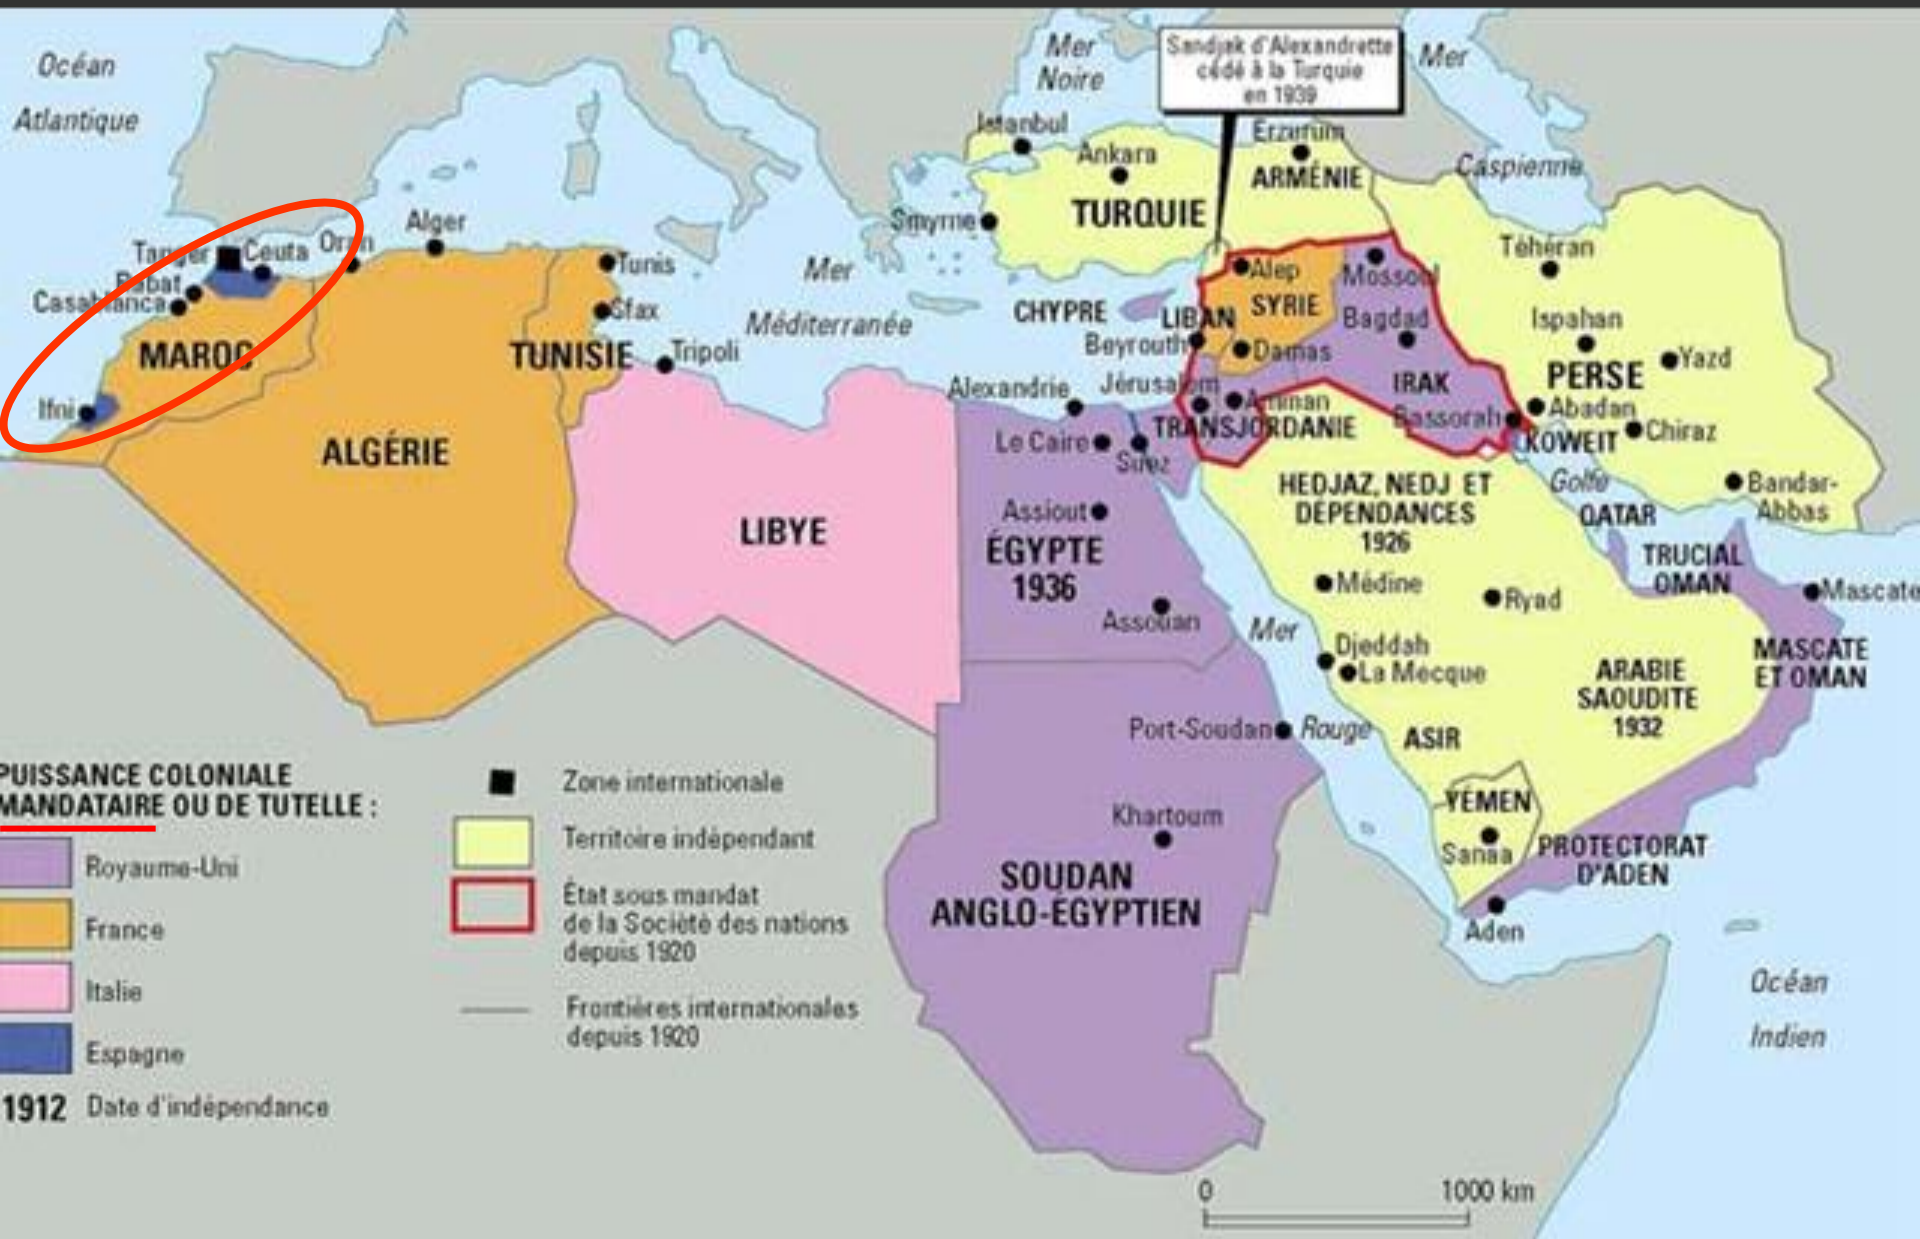 Océan
Atlantique
Mer
Noire
Sandjak d'Alexandrette
cédé à la Turquie
en 1939
Mer
Caspienne
Istanbul
Ankara
Erzurum
ARMÉNIE
TURQUIE
Smyrne
Tanger
Ceuta
Oran
Alger
Rabat
Casablanca
MAROC
Ifni
Tunis
Sfax
TUNISIE
Tripoli
ALGÉRIE
LIBYE
Mer
Méditerranée
CHYPRE
Alep
SYRIE
LIBAN
Beyrouth
Damas
Mossoul
Bagdad
IRAK
Bassorah
Téhéran
Ispahan
PERSE
Yazd
Abadan
Chiraz
KOWEIT
Golfe
Bandar-
Abbas
Alexandrie
Jérusalem
Amman
TRANSJORDANIE
Le Caire
Suez
Assiout
ÉGYPTE
1936
Assouan
HEDJAZ, NEDJ ET
DÉPENDANCES
1926
QATAR
TRUCIAL
OMAN
Mascate
MASCATE
ET OMAN
Médine
Ryad
Mer
Rouge
Djeddah
La Mecque
ARABIE
SAOUDITE
1932
ASIR
YÉMEN
Sanaa
PROTECTORAT
D'ADEN
Aden
Port-Soudan
Khartoum
SOUDAN
ANGLO-ÉGYPTIEN
Océan
Indien
PUISSANCE COLONIALE
MANDATAIRE OU DE TUTELLE :
Royaume-Uni
France
Italie
Espagne
1912 Date d'indépendance
Zone internationale
Territoire indépendant
État sous mandat
de la Société des nations
depuis 1920
Frontières internationales
depuis 1920
0 1000 km